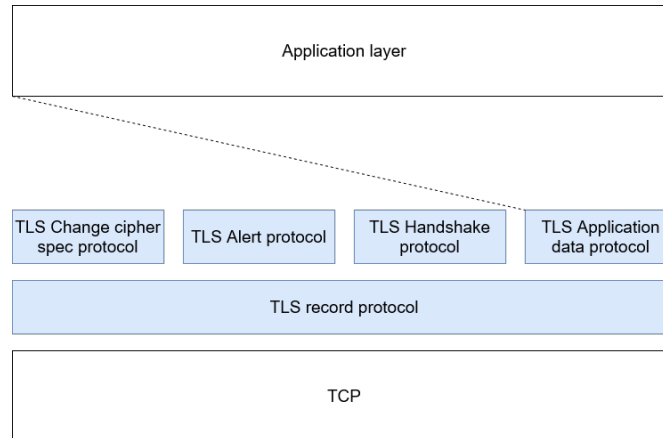 Application layer
TLS Change cipher
spec protocol
TLS Alert protocol
TLS Handshake
protocol
TLS Application
data protocol
TLS record protocol
TCP